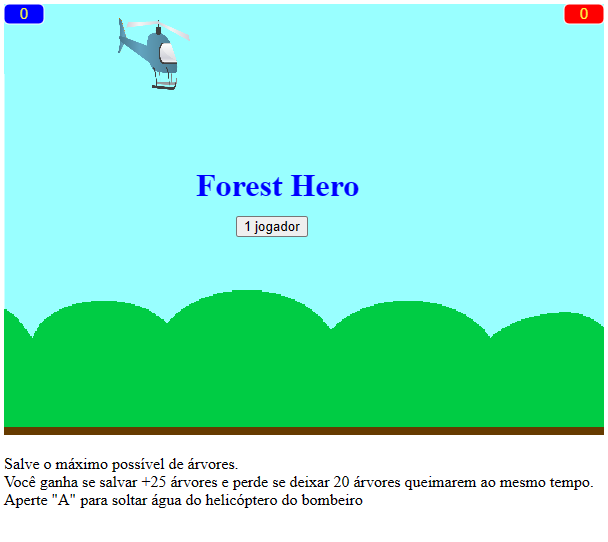 0 0
Forest Hero
1 jogador
Salve o máximo possível de árvores.
Você ganha se salvar +25 árvores e perde se deixar 20 árvores queimarem ao mesmo tempo.
Aperte "A" para soltar água do helicóptero do bombeiro